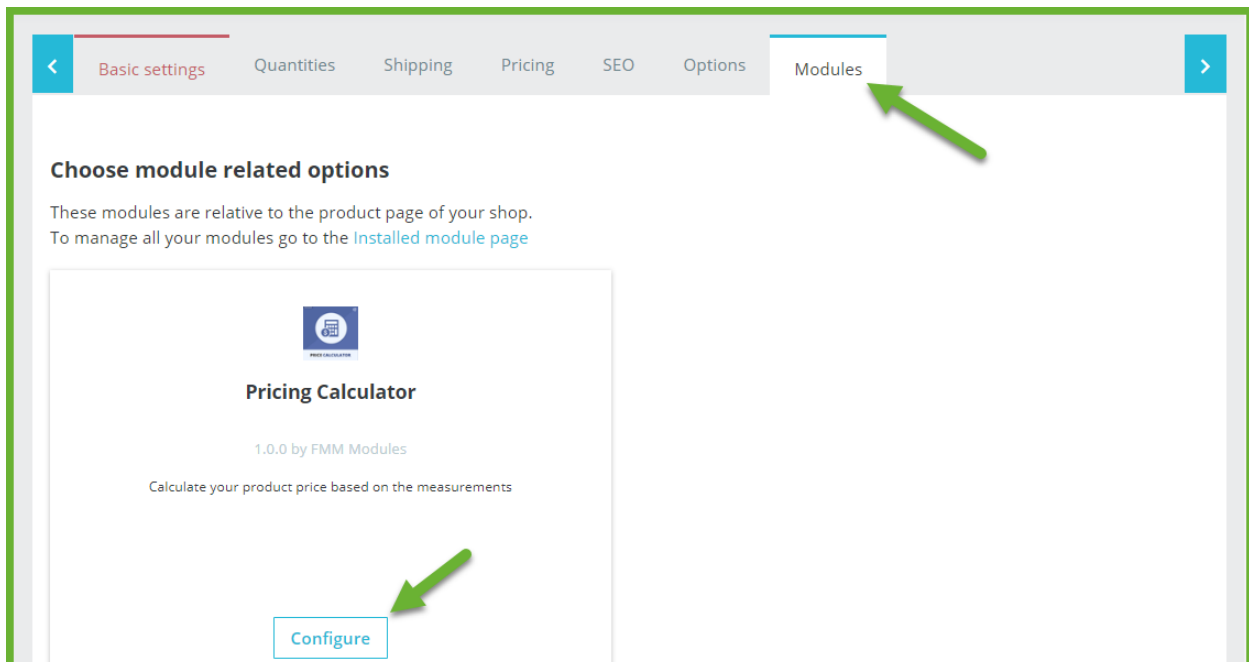 Basic settings Quantities Shipping Pricing SEO Options Modules
Choose module related options
These modules are relative to the product page of your shop.
To manage all your modules go to the Installed module page
PRICE CALCULATOR
Pricing Calculator
1.0.0 by FMM Modules
Calculate your product price based on the measurements
Configure